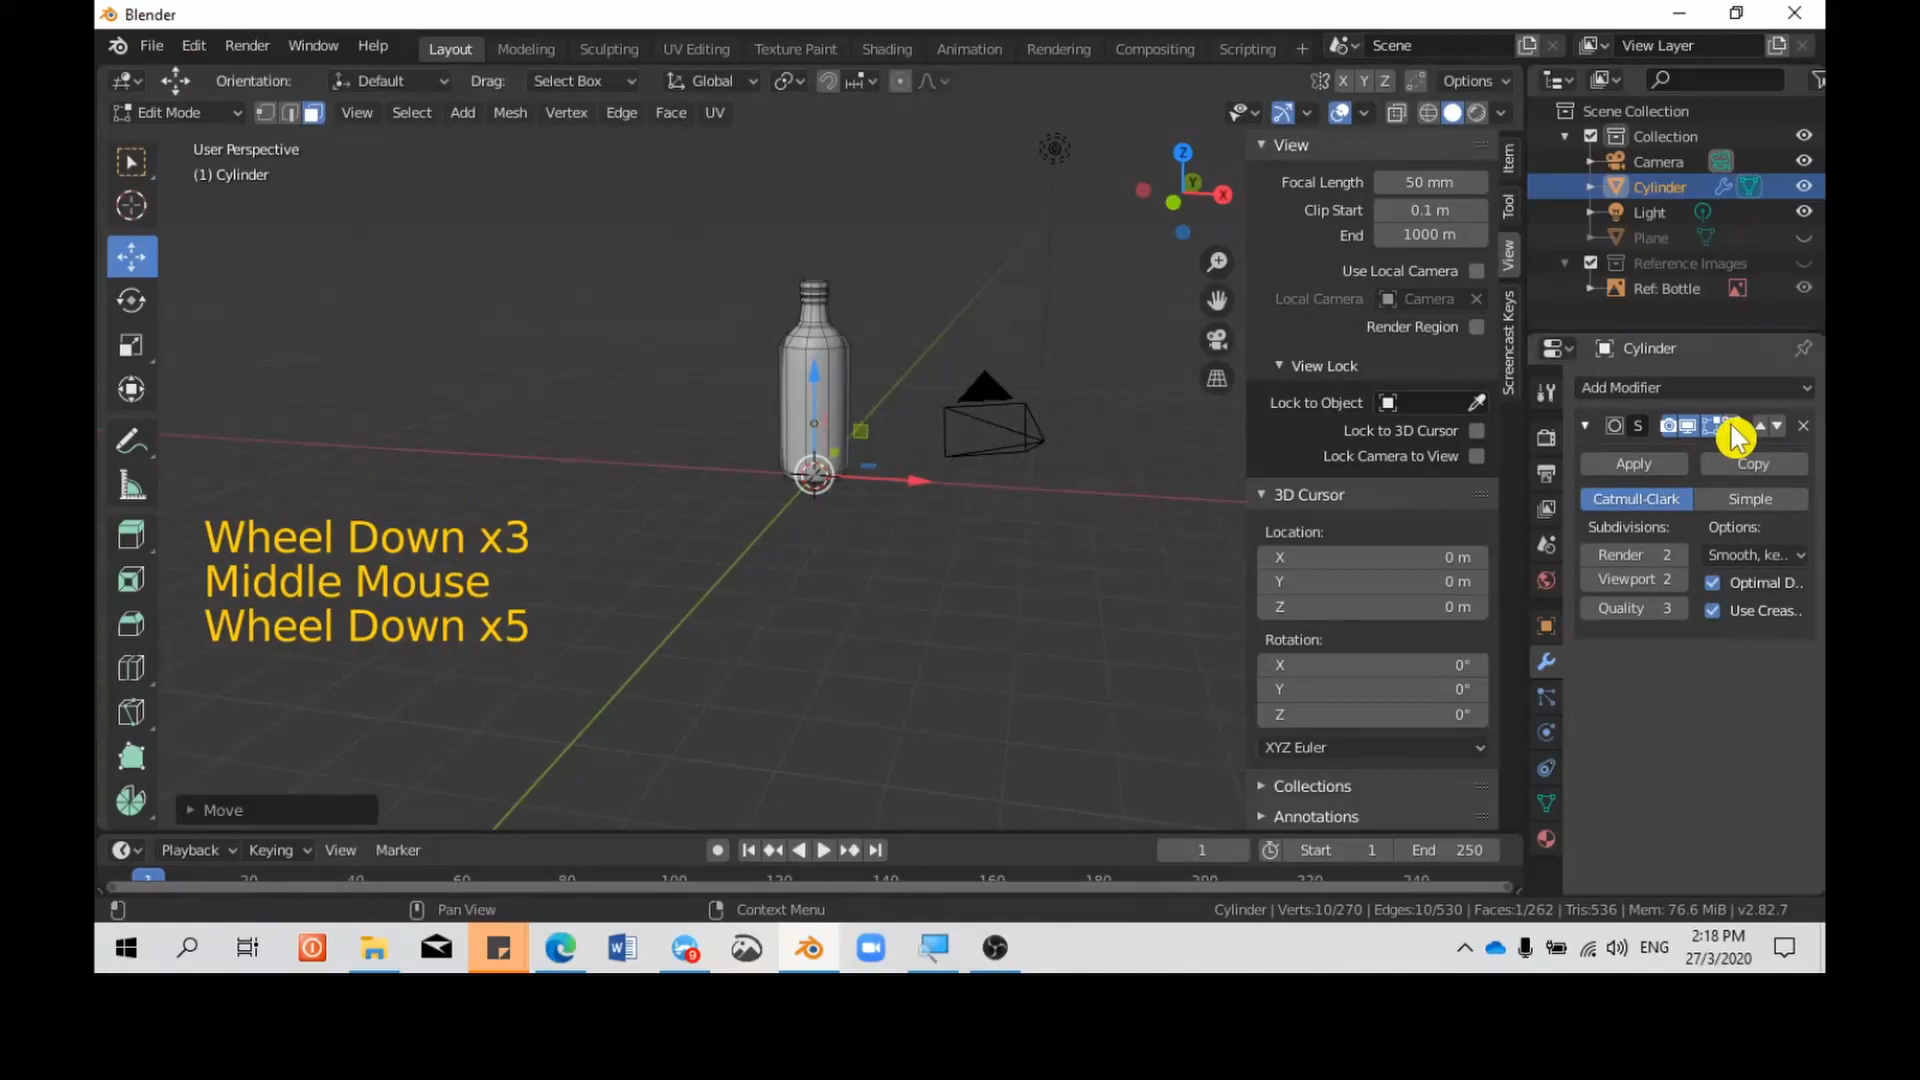 Blender
File Edit Render Window Help Layout Modeling Sculpting UV Editing Texture Paint Shading Animation Rendering Compositing Scripting + Scene View Layer
Orientation: Default Drag: Select Box Global X Y Z Options
Edit Mode View Select Add Mesh Vertex Edge Face UV
User Perspective
(1) Cylinder
Z
Y
X
Wheel Down x3
Middle Mouse
Wheel Down x5
Move
View
Focal Length 50 mm
Clip Start 0.1 m
End 1000 m
Use Local Camera
Local Camera Camera
Render Region
View Lock
Lock to Object
Lock to 3D Cursor
Lock Camera to View
3D Cursor
Location:
X 0 m
Y 0 m
Z 0 m
Rotation:
X 0°
Y 0°
Z 0°
XYZ Euler
Collections
Annotations
Item
Tool
View
Screencast Keys
Scene Collection
Collection
Camera
Cylinder
Light
Plane
Reference Images
Ref: Bottle
Cylinder
Add Modifier
S
Apply Copy
Catmull-Clark Simple
Subdivisions: Options:
Render 2 Smooth, ke..
Viewport 2 Optimal D..
Quality 3 Use Creas..
Playback Keying View Marker 1 Start 1 End 250
1 20 40 60 80 100 120 140 160 180 200 220 240
Pan View Context Menu Cylinder | Verts:10/270 | Edges:10/530 | Faces:1/262 | Tris:536 | Mem: 76.6 MiB | v2.82.7
9 ENG 2:18 PM
27/3/2020